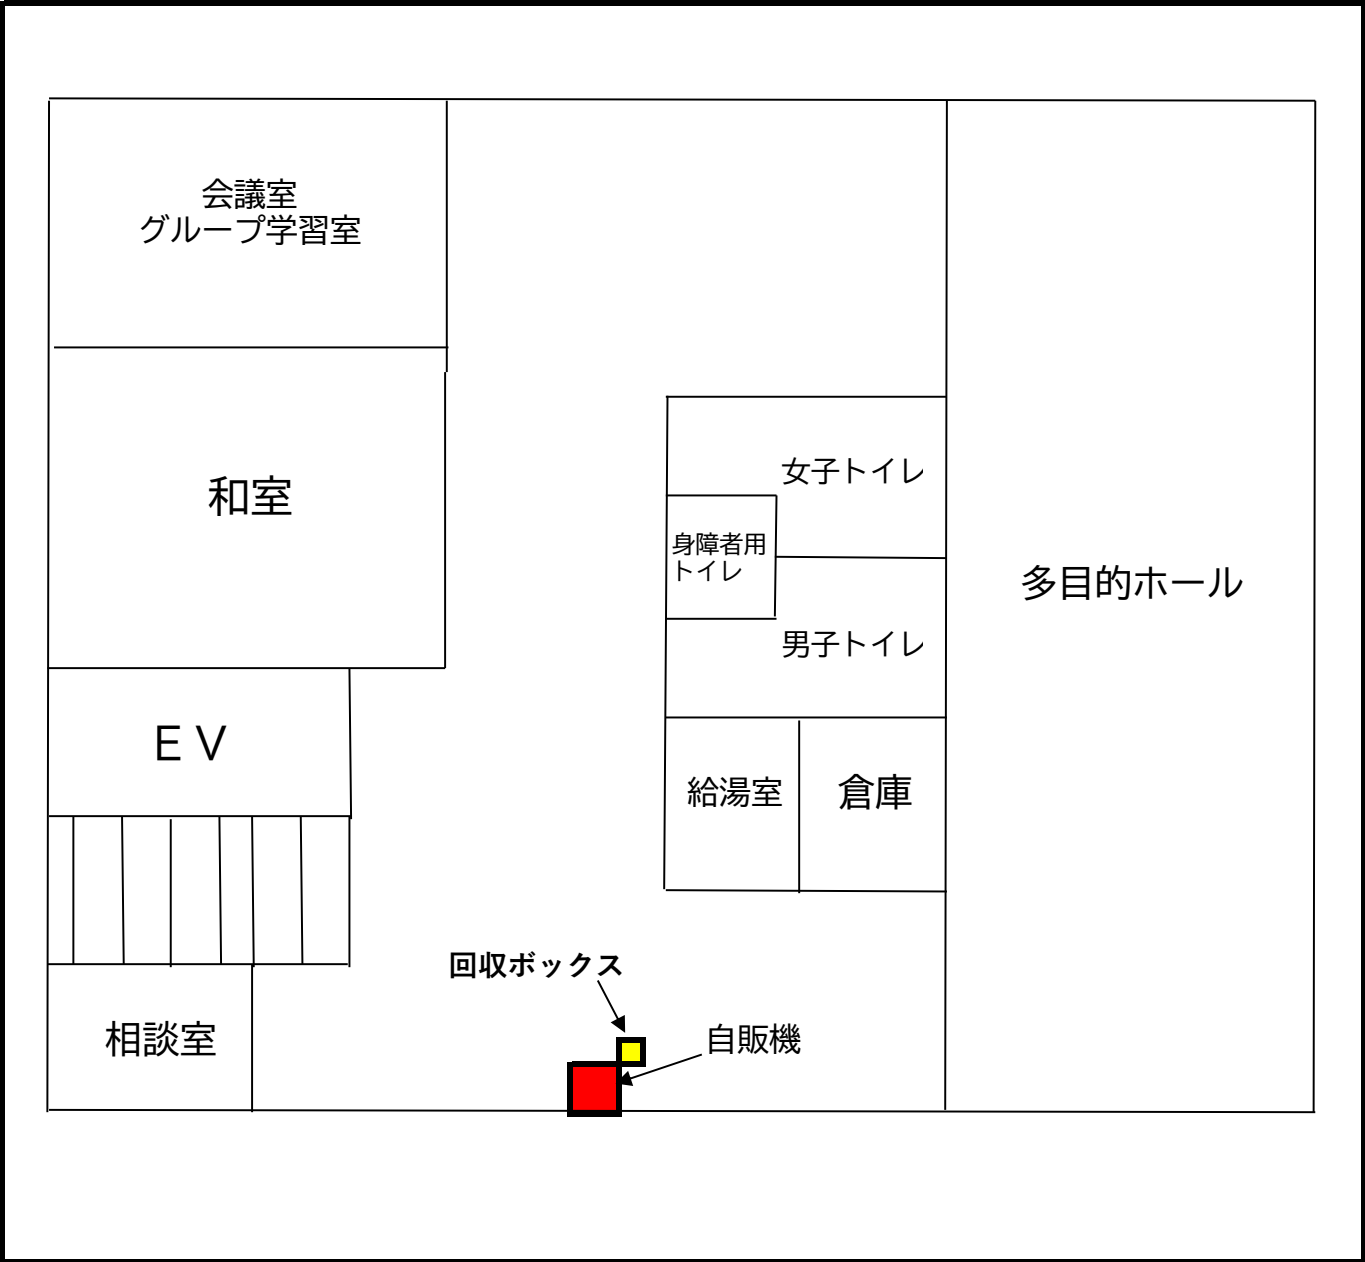 会議室
グループ学習室
和室
女子トイレ
身障者用
トイレ
多目的ホール
男子トイレ
ＥＶ
給湯室
倉庫
回収ボックス
相談室
自販機